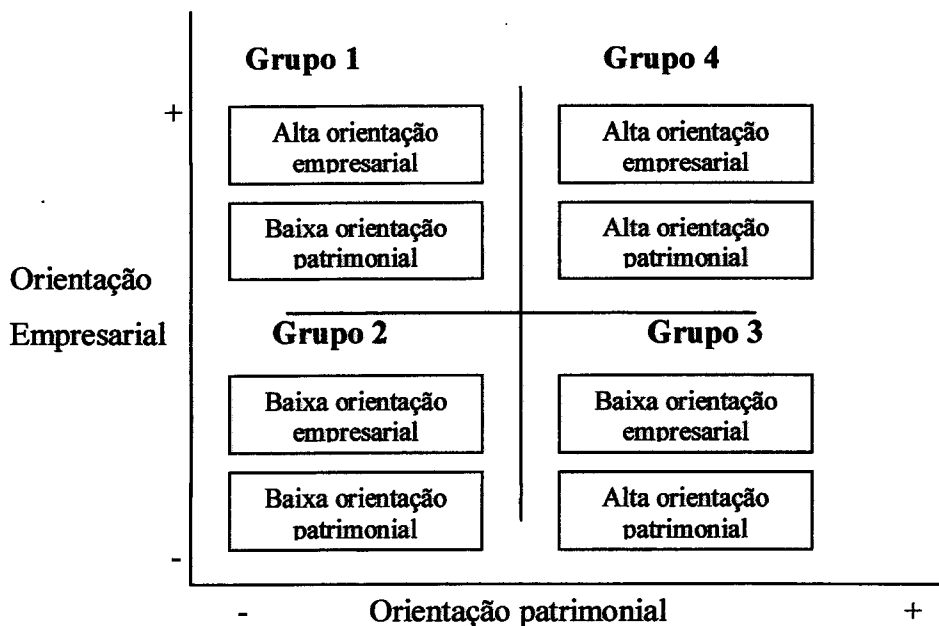 Grupo 1
Grupo 4
+
Alta orientação
empresarial
Alta orientação
empresarial
Baixa orientação
patrimonial
Alta orientação
patrimonial
Orientação
Empresarial
Grupo 2
Grupo 3
Baixa orientação
empresarial
Baixa orientação
empresarial
Baixa orientação
patrimonial
Alta orientação
patrimonial
-
- Orientação patrimonial +